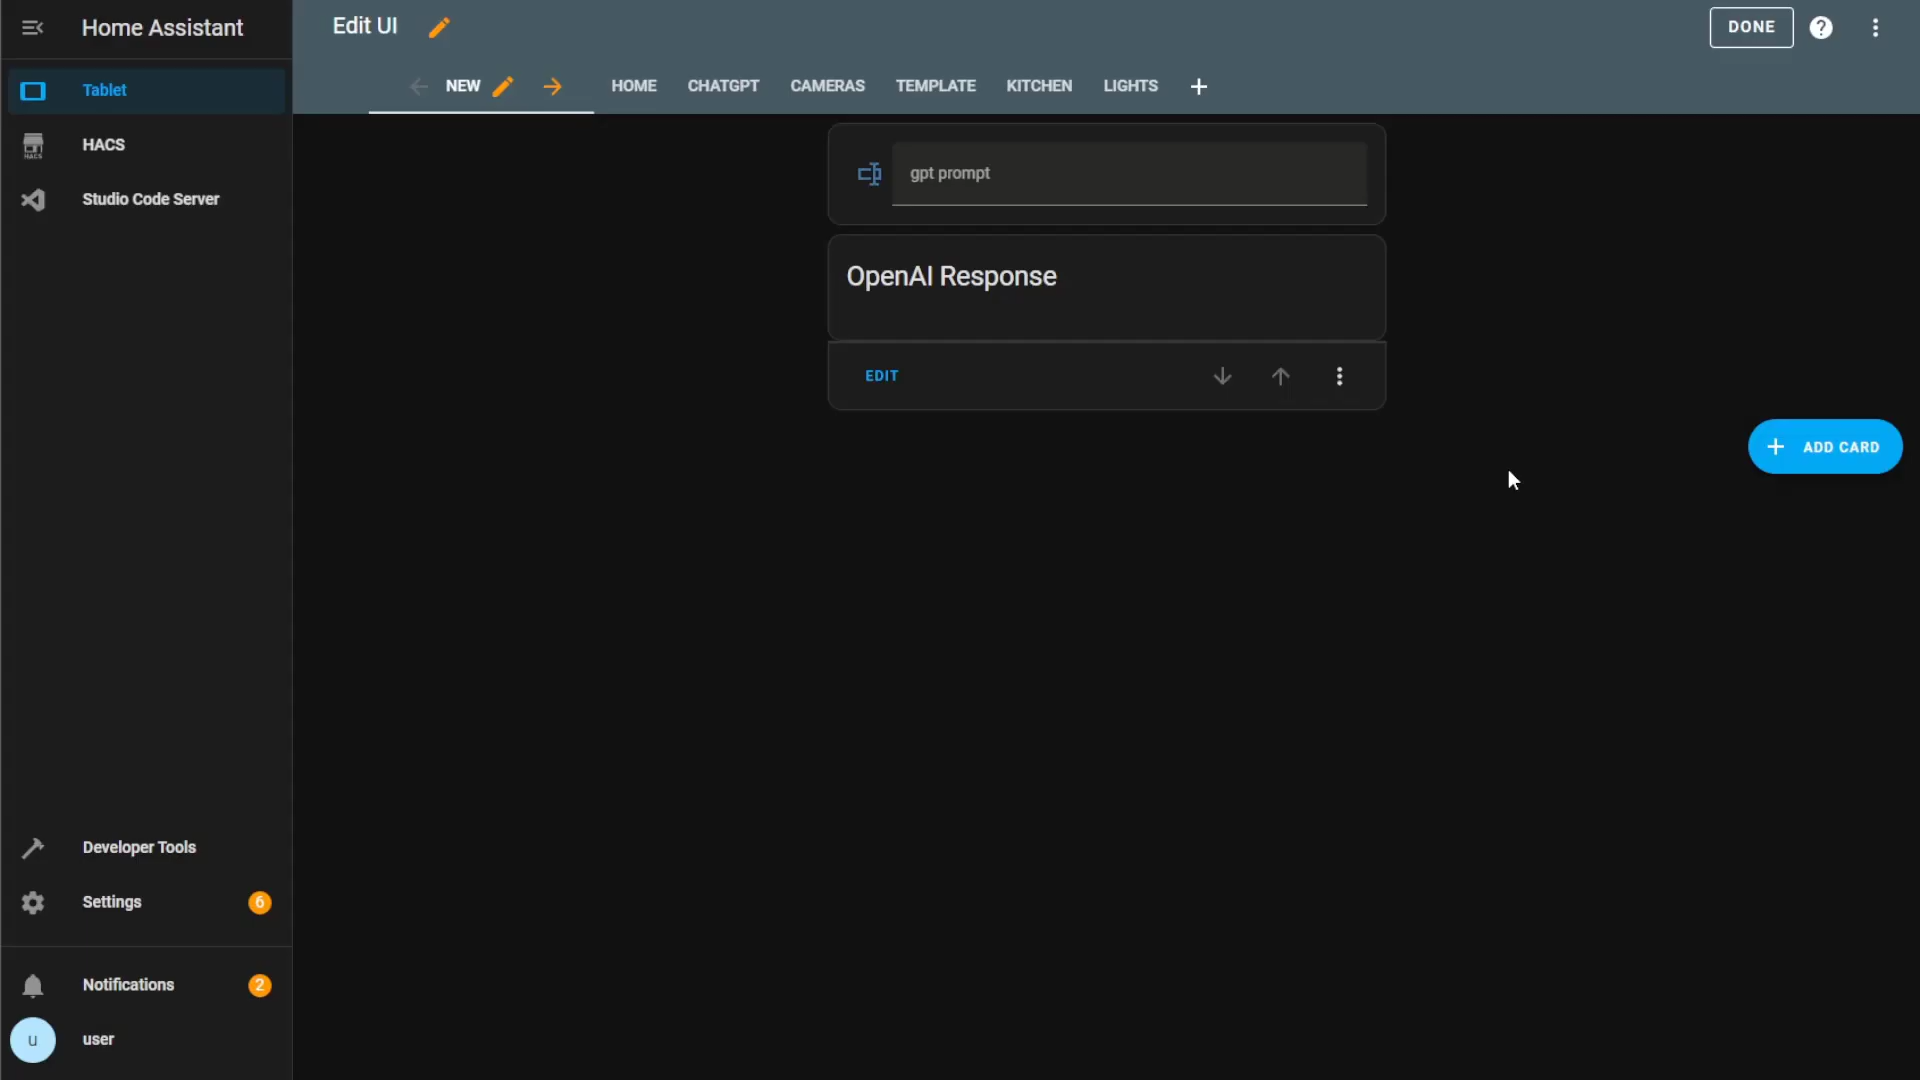 Home Assistant
Edit UI
DONE
NEW
HOME
CHATGPT
CAMERAS
TEMPLATE
KITCHEN
LIGHTS
Tablet
HACS
HACS
Studio Code Server
gpt prompt
OpenAI Response
EDIT
ADD CARD
Developer Tools
Settings
6
Notifications
2
u
user